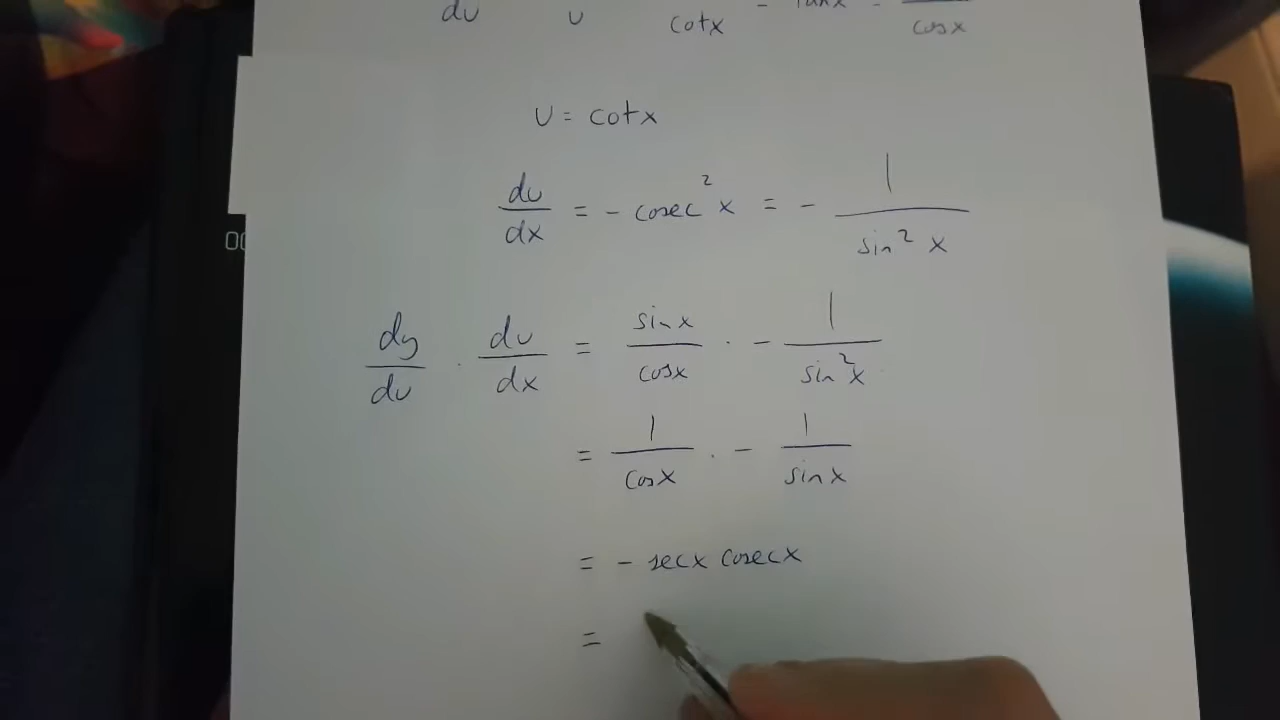 du u cotx = tanx = cosx
u = cotx
du/dx = - cosec² x = - 1/sin² x
dy/du · du/dx = sinx/cosx · - 1/sin²x
= 1/cosx · - 1/sinx
= - secx cosecx
=